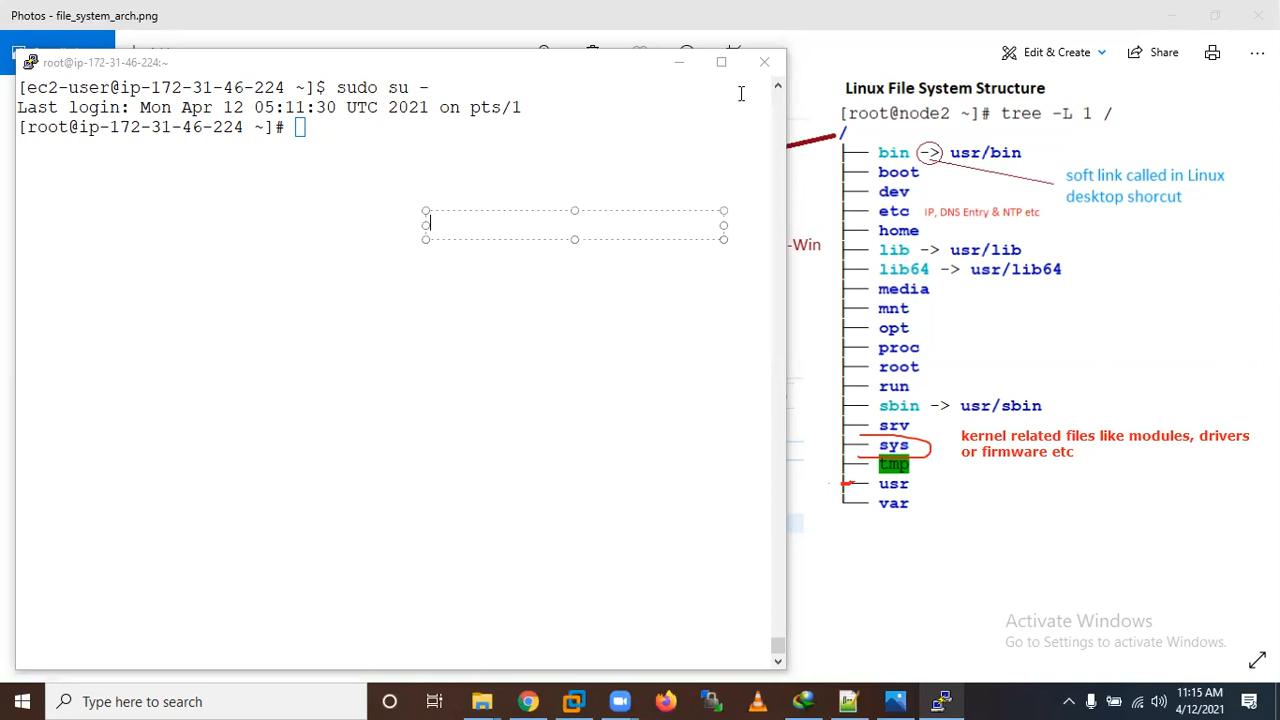 Photos - file_system_arch.png
Edit & Create
Share
root@ip-172-31-46-224:~
[ec2-user@ip-172-31-46-224 ~]$ sudo su -
Last login: Mon Apr 12 05:11:30 UTC 2021 on pts/1
[root@ip-172-31-46-224 ~]#
-Win
Linux File System Structure
[root@node2 ~]# tree -L 1 /
/
bin -> usr/bin
soft link called in Linux
desktop shorcut
boot
dev
etc IP, DNS Entry & NTP etc
home
lib -> usr/lib
lib64 -> usr/lib64
media
mnt
opt
proc
root
run
sbin -> usr/sbin
srv
sys
kernel related files like modules, drivers
or firmware etc
tmp
usr
var
Activate Windows
Go to Settings to activate Windows.
Type here to search
11:15 AM
4/12/2021